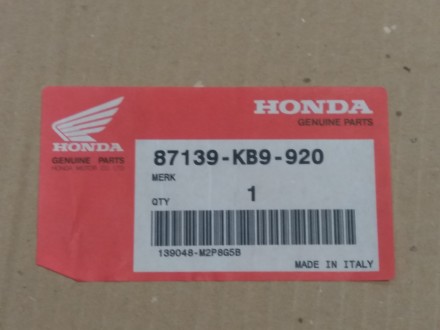 HONDA
GENUINE PARTS
HONDA
GENUINE PARTS
HONDA MOTOR CO. LTD.
87139-KB9-920
MERK
QTY 1
139048-M2P8G5B
MADE IN ITALY